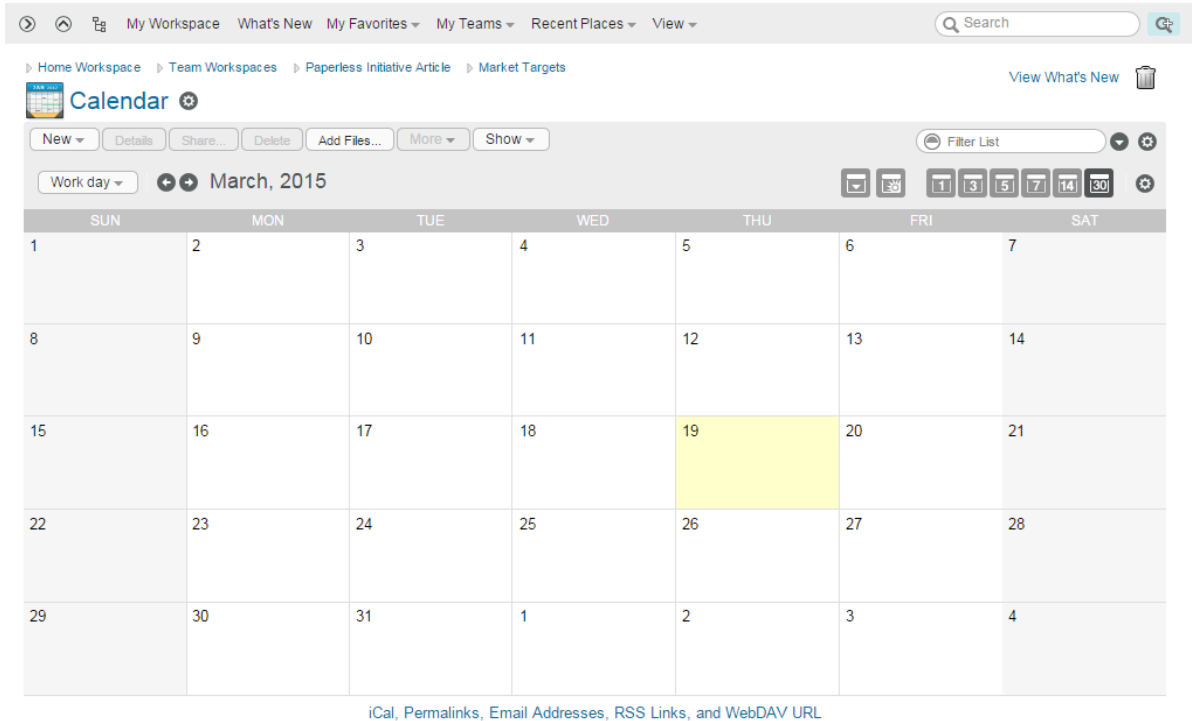 My Workspace What's New My Favorites My Teams Recent Places View Search
Home Workspace Team Workspaces Paperless Initiative Article Market Targets
View What's New
JAN 2012
Calendar
New Details Share... Delete Add Files... More Show Filter List
Work day March, 2015 1 3 5 7 14 30
SUN MON TUE WED THU FRI SAT
1 2 3 4 5 6 7
8 9 10 11 12 13 14
15 16 17 18 19 20 21
22 23 24 25 26 27 28
29 30 31 1 2 3 4
iCal, Permalinks, Email Addresses, RSS Links, and WebDAV URL